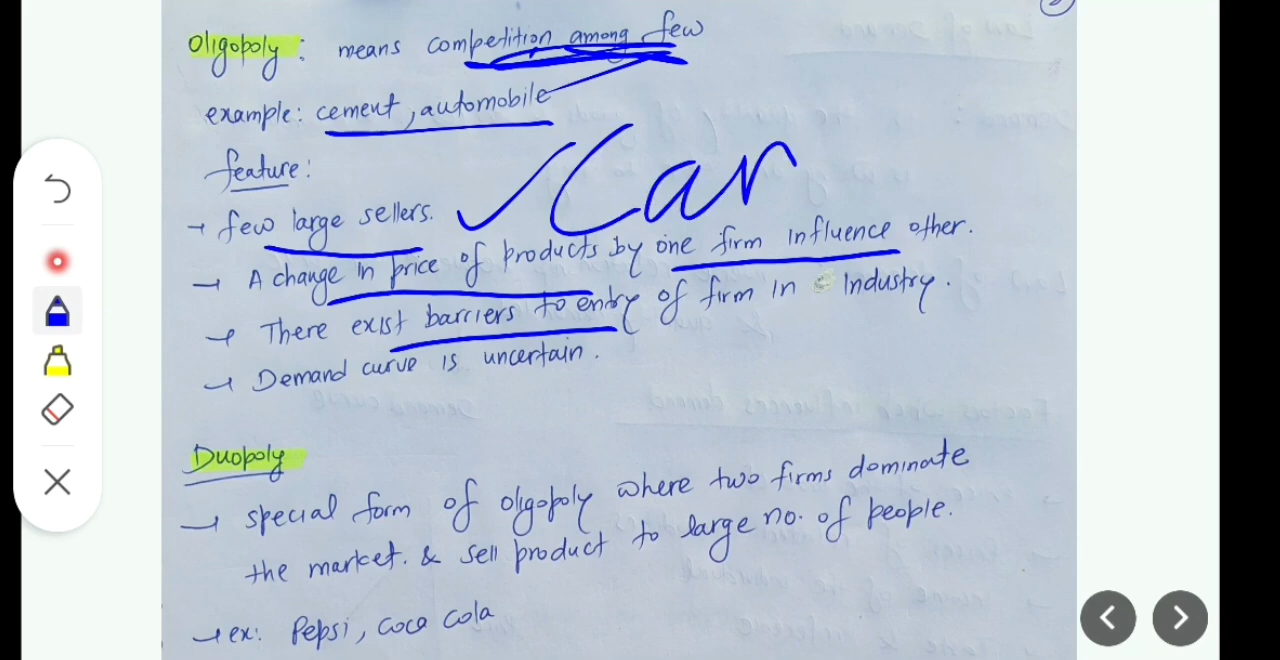 Oligopoly : means competition among few
example: cement, automobile
Car
feature:
→ few large sellers.
→ A change in price of products by one firm influence other.
→ There exist barriers to entry of firm in Industry.
→ Demand curve is uncertain.
Duopoly
→ special form of oligopoly where two firms dominate
the market. & sell product to large no. of people.
→ ex: Pepsi, coca cola